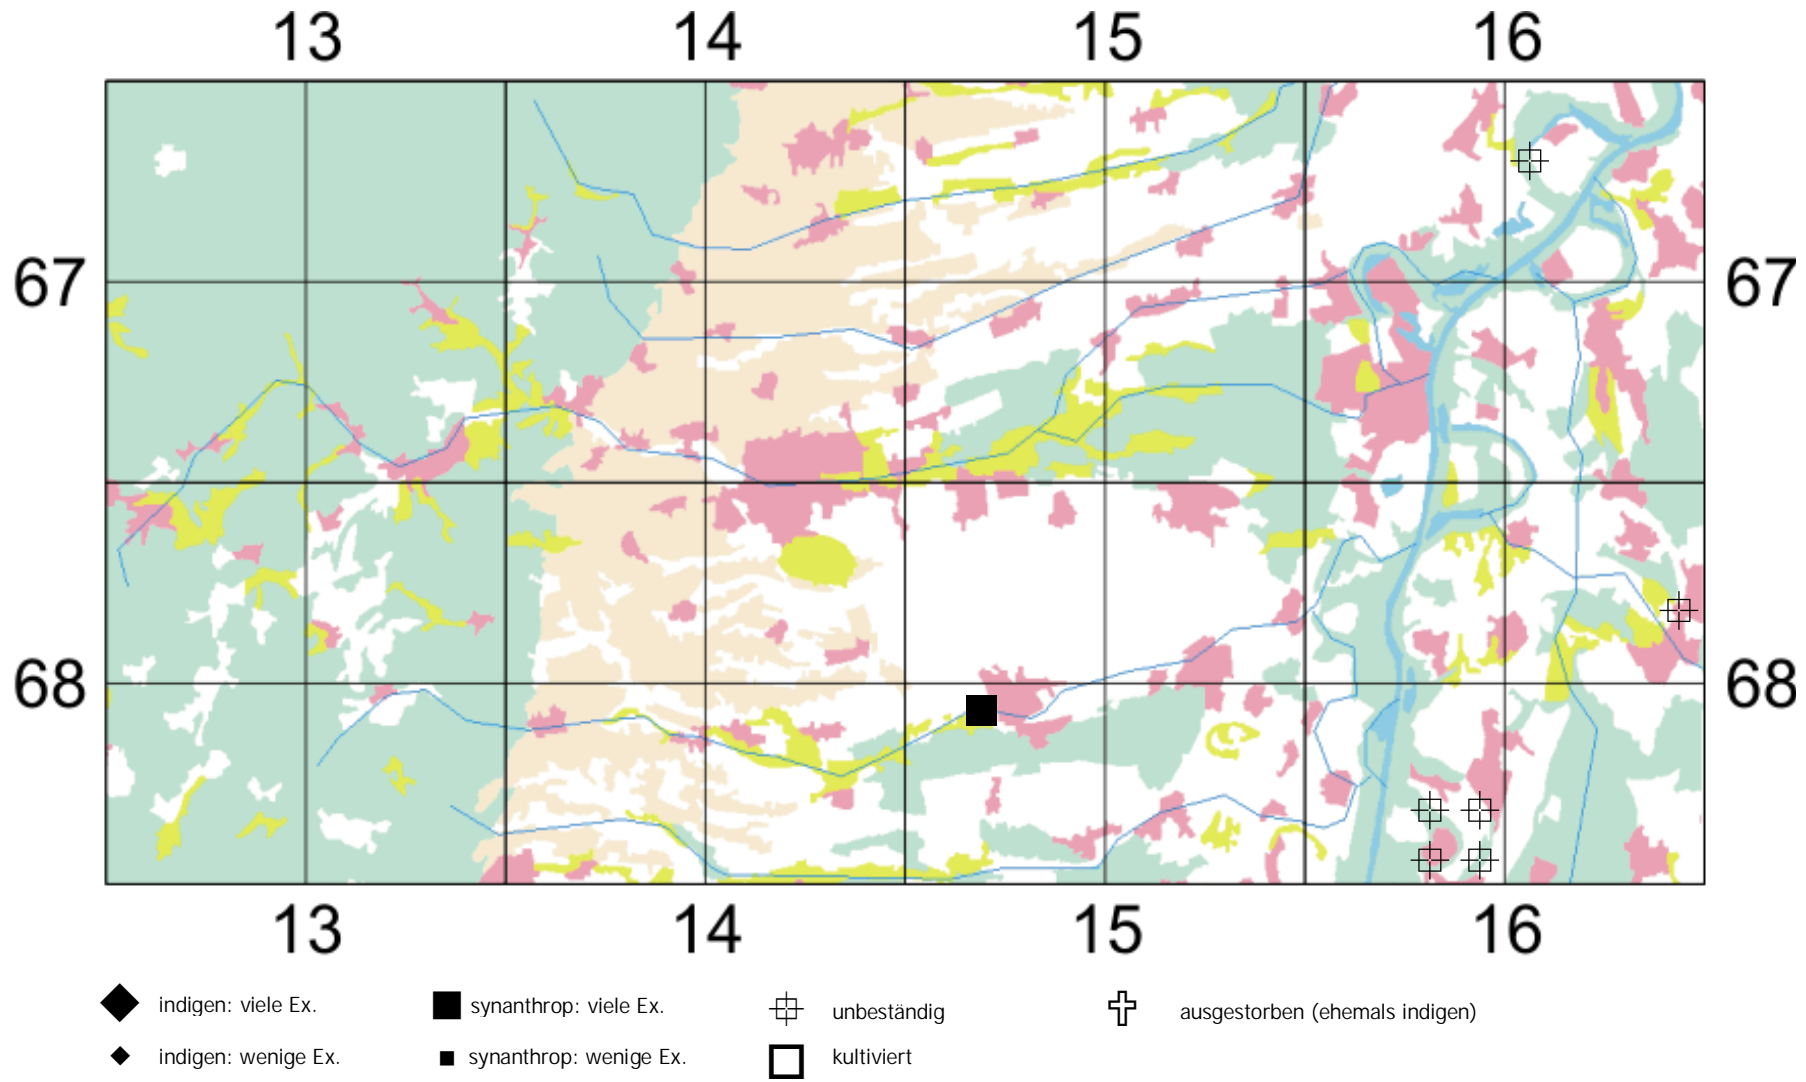 13 14 15 16
67 67
68 68
13 14 15 16
indigen: viele Ex. synanthrop: viele Ex. unbeständig ausgestorben (ehemals indigen)
indigen: wenige Ex. synanthrop: wenige Ex. kultiviert